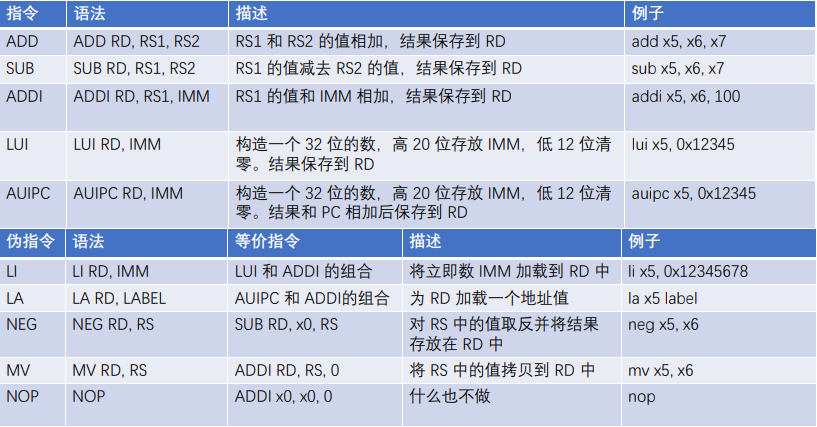 指令 语法 描述 例子
ADD ADD RD, RS1, RS2 RS1 和 RS2 的值相加，结果保存到 RD add x5, x6, x7
SUB SUB RD, RS1, RS2 RS1 的值减去 RS2 的值，结果保存到 RD sub x5, x6, x7
ADDI ADDI RD, RS1, IMM RS1 的值和 IMM 相加，结果保存到 RD addi x5, x6, 100
LUI LUI RD, IMM 构造一个 32 位的数，高 20 位存放 IMM，低 12 位清 lui x5, 0x12345
零。结果保存到 RD
AUIPC AUIPC RD, IMM 构造一个 32 位的数，高 20 位存放 IMM，低 12 位清 auipc x5, 0x12345
零。结果和 PC 相加后保存到 RD
伪指令 语法 等价指令 描述 例子
LI LI RD, IMM LUI 和 ADDI 的组合 将立即数 IMM 加载到 RD 中 li x5, 0x12345678
LA LA RD, LABEL AUIPC 和 ADDI的组合 为 RD 加载一个地址值 la x5 label
NEG NEG RD, RS SUB RD, x0, RS 对 RS 中的值取反并将结果 neg x5, x6
存放在 RD 中
MV MV RD, RS ADDI RD, RS, 0 将 RS 中的值拷贝到 RD 中 mv x5, x6
NOP NOP ADDI x0, x0, 0 什么也不做 nop